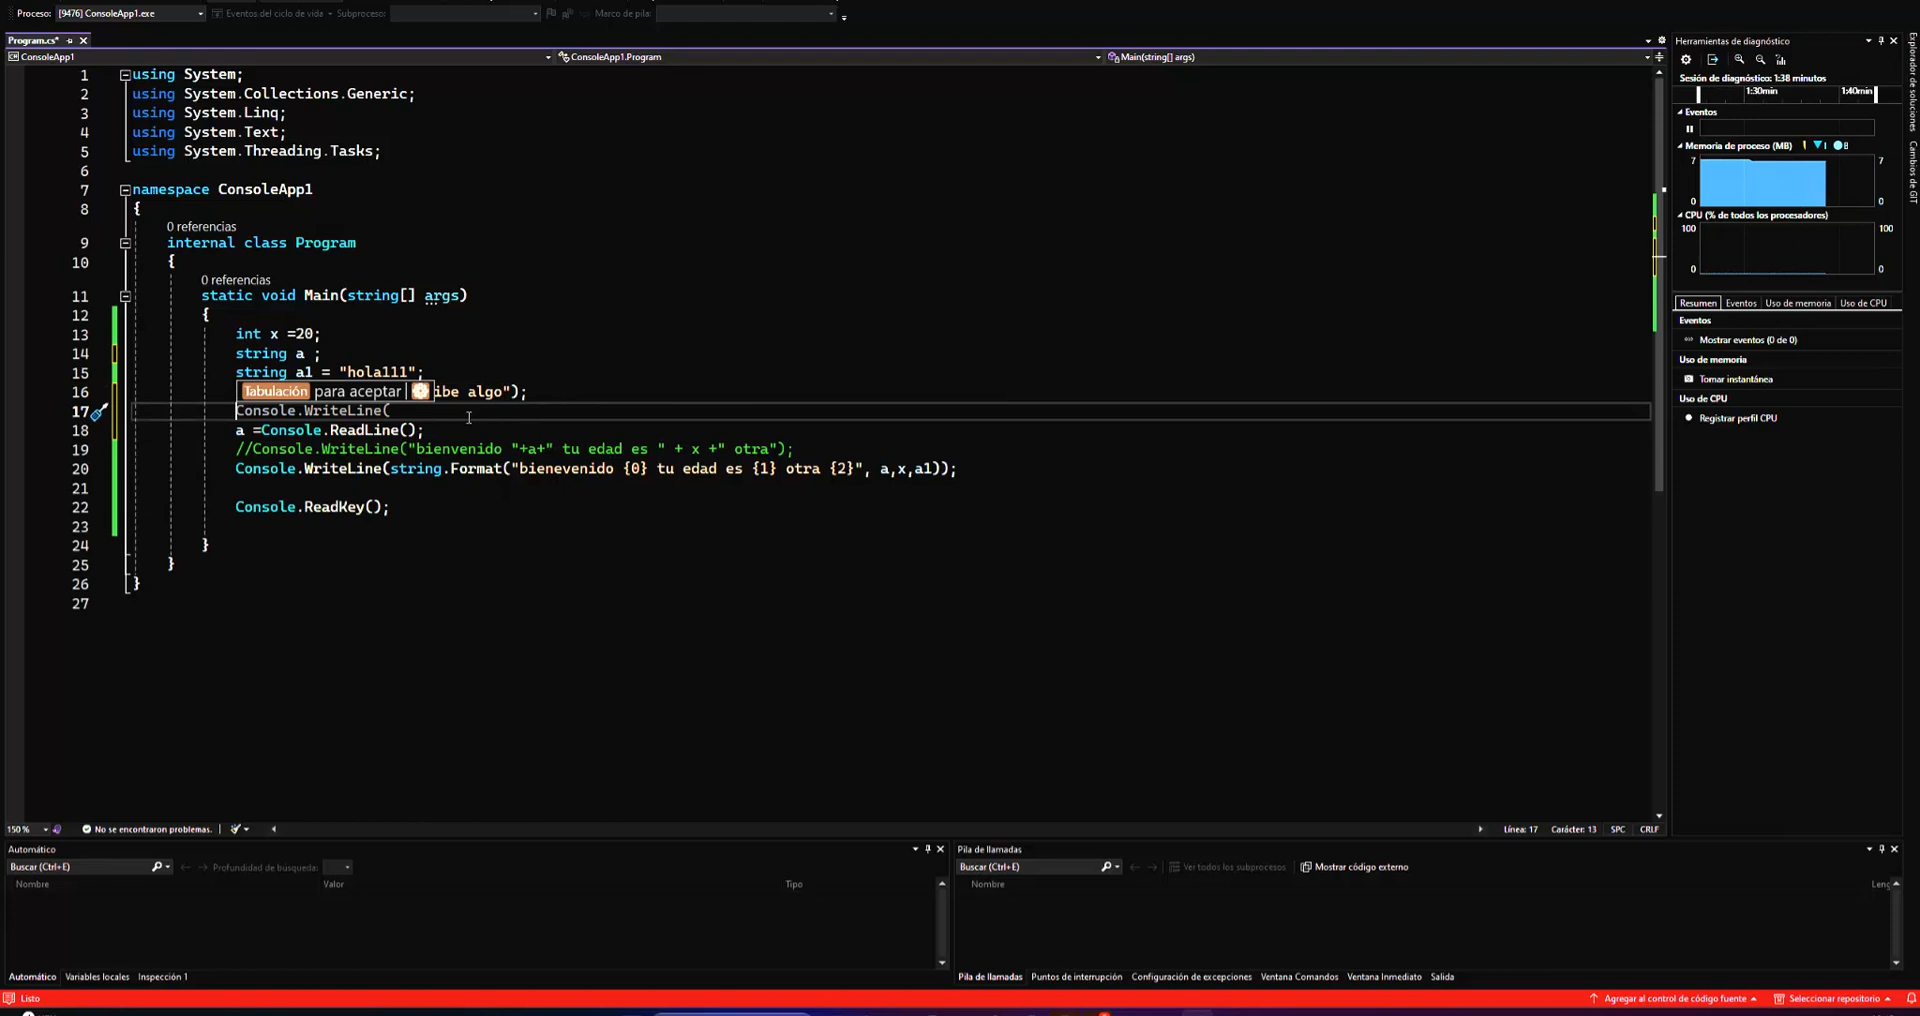 Proceso: [9476] ConsoleApp1.exe Eventos del ciclo de vida Subproceso: Marco de pila:
Program.cs*
ConsoleApp1 ConsoleApp1.Program Main(string[] args)
1 using System;
2 using System.Collections.Generic;
3 using System.Linq;
4 using System.Text;
5 using System.Threading.Tasks;
6
7 namespace ConsoleApp1
8 {
0 referencias
9 internal class Program
10 {
0 referencias
11 static void Main(string[] args)
12 {
13 int x =20;
14 string a ;
15 string a1 = "hola111";
16 Tabulación para aceptar ibe algo");
17 Console.WriteLine(
18 a =Console.ReadLine();
19 //Console.WriteLine("bienvenido "+a+" tu edad es " + x +" otra");
20 Console.WriteLine(string.Format("bienevenido {0} tu edad es {1} otra {2}", a,x,a1));
21
22 Console.ReadKey();
23
24 }
25 }
26 }
27
150 % No se encontraron problemas. Línea: 17 Carácter: 13 SPC CRLF
Herramientas de diagnóstico
Sesión de diagnóstico: 1:38 minutos
1:30min 1:40min
Eventos
Memoria de proceso (MB)
7 7
0 0
CPU (% de todos los procesadores)
100 100
0 0
Resumen Eventos Uso de memoria Uso de CPU
Eventos
Mostrar eventos (0 de 0)
Uso de memoria
Tomar instantánea
Uso de CPU
Registrar perfil CPU
Explorador de soluciones
Cambios de GIT
Automático
Buscar (Ctrl+E) Profundidad de búsqueda:
Nombre Valor Tipo
Automático Variables locales Inspección 1
Pila de llamadas
Buscar (Ctrl+E) Ver todos los subprocesos Mostrar código externo
Nombre Leng
Pila de llamadas Puntos de interrupción Configuración de excepciones Ventana Comandos Ventana Inmediato Salida
Listo Agregar al control de código fuente Seleccionar repositorio